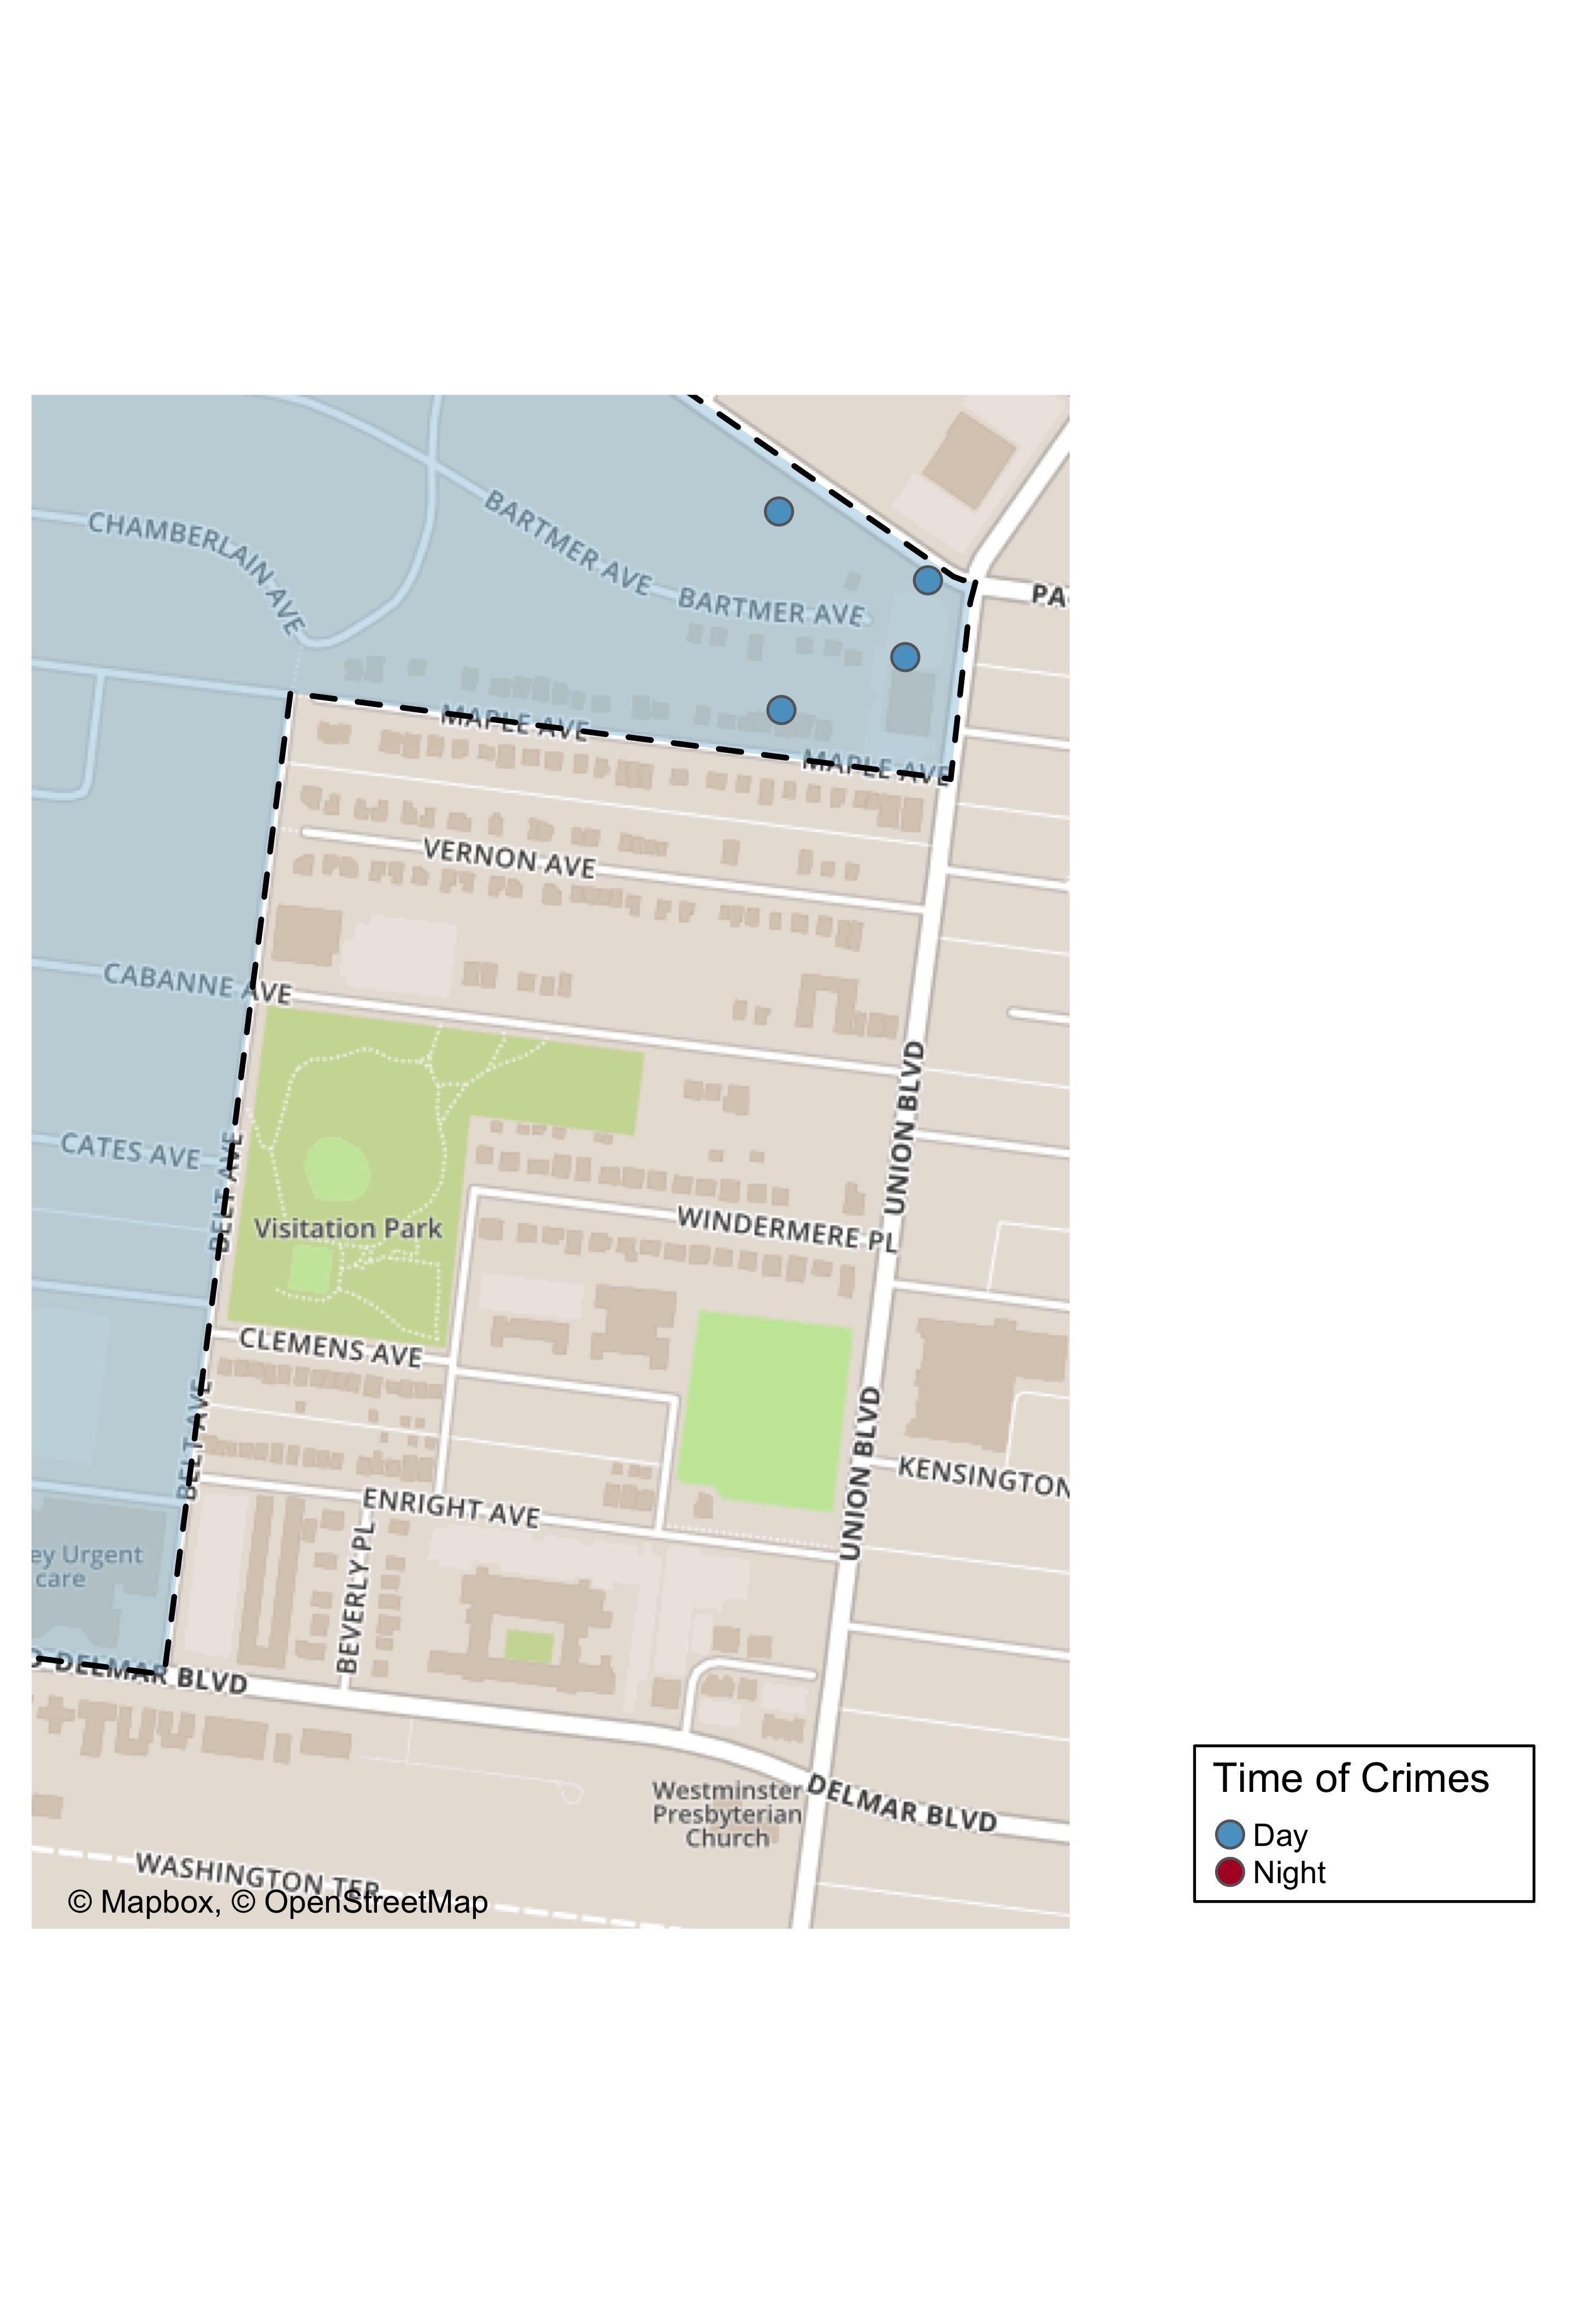 CHAMBERLAIN AVE
BARTMER AVE
BARTMER AVE
PA
MAPLE AVE
MAPLE AVE
VERNON AVE
CABANNE AVE
UNION BLVD
CATES AVE
BELT AVE
Visitation Park
WINDERMERE PL
CLEMENS AVE
BELT AVE
UNION BLVD
KENSINGTON
ENRIGHT AVE
BEVERLY PL
ey Urgent
care
DELMAR BLVD
Westminster
Presbyterian
Church
DELMAR BLVD
WASHINGTON TER
© Mapbox, © OpenStreetMap
Time of Crimes
Day
Night